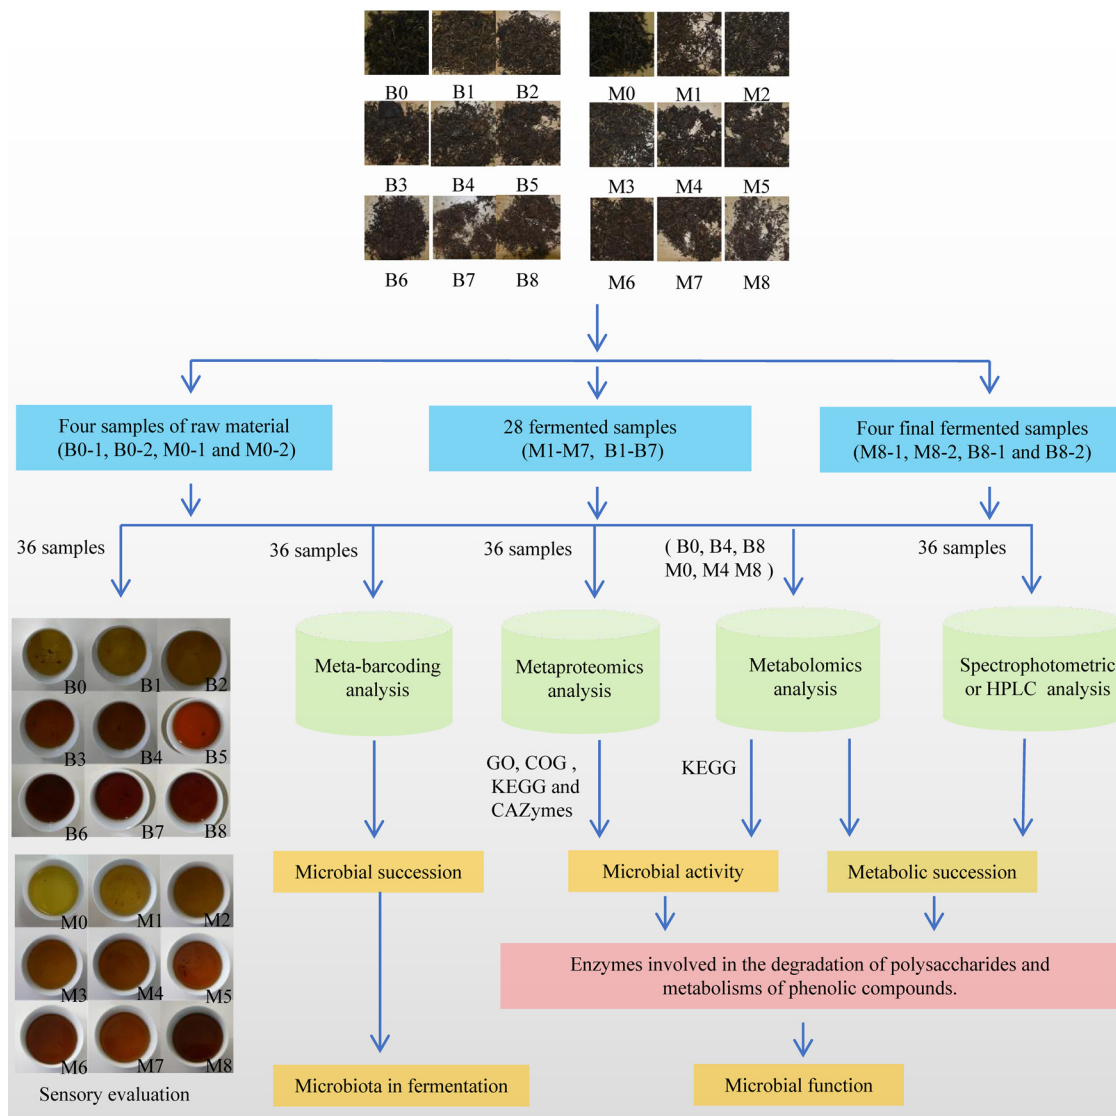 B0 B1 B2 M0 M1 M2
B3 B4 B5 M3 M4 M5
B6 B7 B8 M6 M7 M8
Four samples of raw material
(B0-1, B0-2, M0-1 and M0-2)
28 fermented samples
(M1-M7, B1-B7)
Four final fermented samples
(M8-1, M8-2, B8-1 and B8-2)
36 samples
36 samples
36 samples
( B0, B4, B8
M0, M4 M8 )
36 samples
B0 B1 B2
B3 B4 B5
B6 B7 B8
M0 M1 M2
M3 M4 M5
M6 M7 M8
Sensory evaluation
Meta-barcoding
analysis
Metaproteomics
analysis
Metabolomics
analysis
Spectrophotometric
or HPLC analysis
GO, COG ,
KEGG and
CAZymes
KEGG
Microbial succession
Microbial activity
Metabolic succession
Enzymes involved in the degradation of polysaccharides and
metabolisms of phenolic compounds.
Microbiota in fermentation
Microbial function